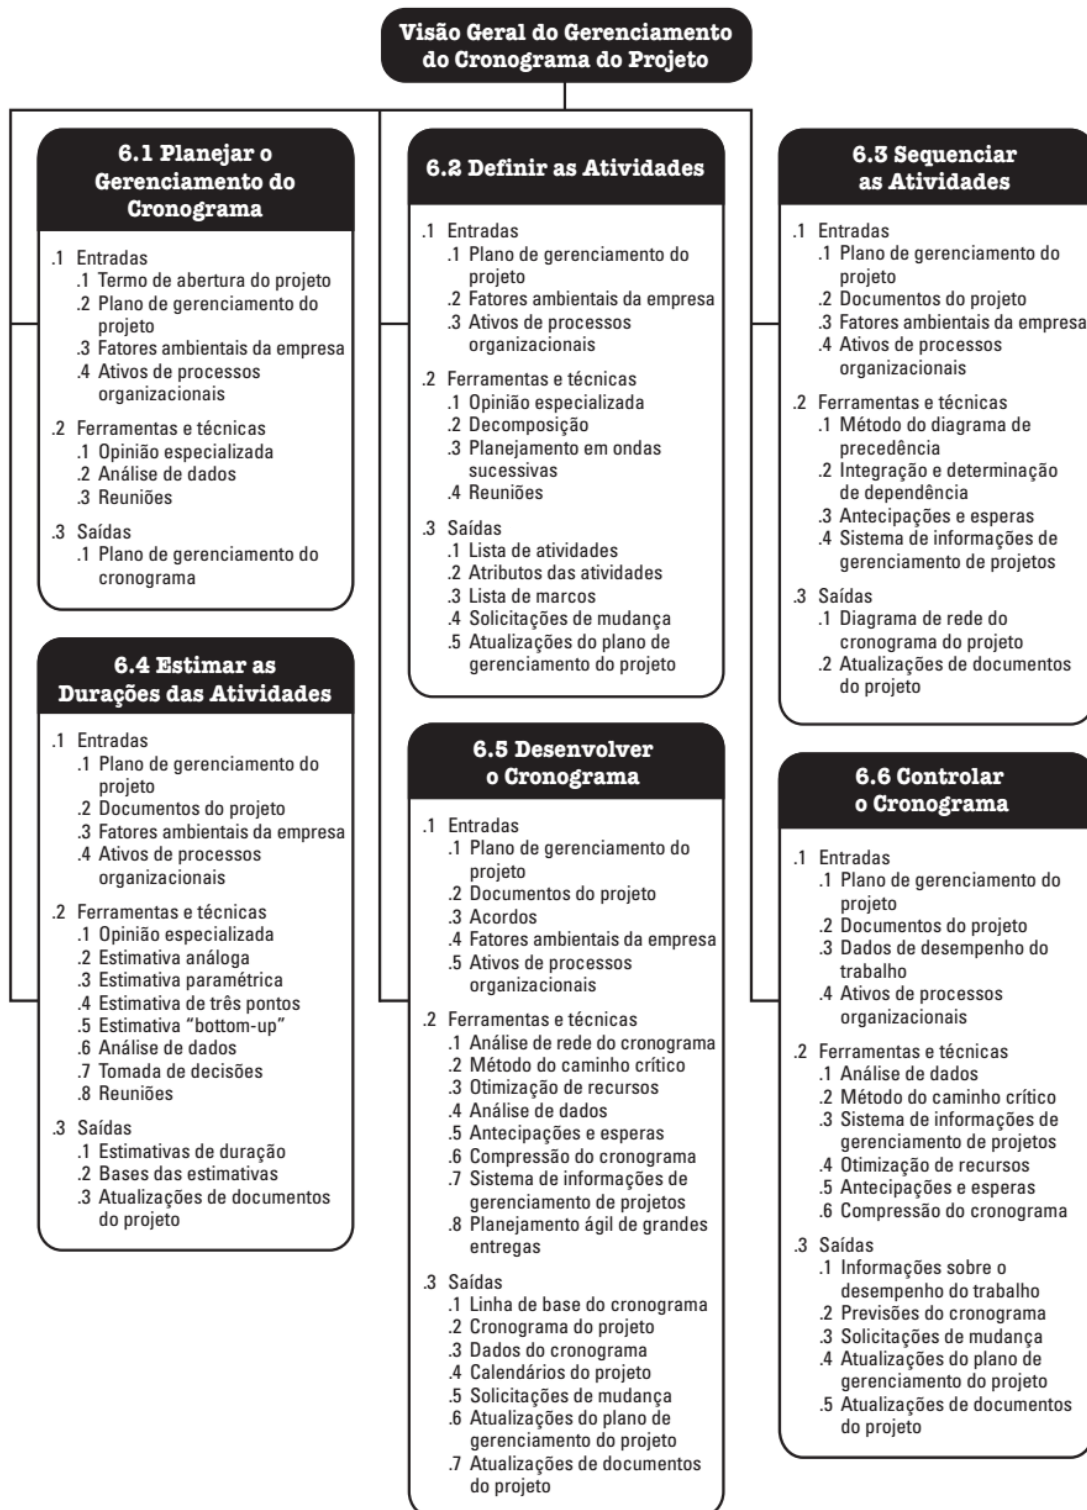 Visão Geral do Gerenciamento
do Cronograma do Projeto
6.1 Planejar o
Gerenciamento do
Cronograma
.1 Entradas
.1 Termo de abertura do projeto
.2 Plano de gerenciamento do
projeto
.3 Fatores ambientais da empresa
.4 Ativos de processos
organizacionais
.2 Ferramentas e técnicas
.1 Opinião especializada
.2 Análise de dados
.3 Reuniões
.3 Saídas
.1 Plano de gerenciamento do
cronograma
6.2 Definir as Atividades
.1 Entradas
.1 Plano de gerenciamento do
projeto
.2 Fatores ambientais da empresa
.3 Ativos de processos
organizacionais
.2 Ferramentas e técnicas
.1 Opinião especializada
.2 Decomposição
.3 Planejamento em ondas
sucessivas
.4 Reuniões
.3 Saídas
.1 Lista de atividades
.2 Atributos das atividades
.3 Lista de marcos
.4 Solicitações de mudança
.5 Atualizações do plano de
gerenciamento do projeto
6.3 Sequenciar
as Atividades
.1 Entradas
.1 Plano de gerenciamento do
projeto
.2 Documentos do projeto
.3 Fatores ambientais da empresa
.4 Ativos de processos
organizacionais
.2 Ferramentas e técnicas
.1 Método do diagrama de
precedência
.2 Integração e determinação
de dependência
.3 Antecipações e esperas
.4 Sistema de informações de
gerenciamento de projetos
.3 Saídas
.1 Diagrama de rede do
cronograma do projeto
.2 Atualizações de documentos
do projeto
6.4 Estimar as
Durações das Atividades
.1 Entradas
.1 Plano de gerenciamento do
projeto
.2 Documentos do projeto
.3 Fatores ambientais da empresa
.4 Ativos de processos
organizacionais
.2 Ferramentas e técnicas
.1 Opinião especializada
.2 Estimativa análoga
.3 Estimativa paramétrica
.4 Estimativa de três pontos
.5 Estimativa “bottom-up”
.6 Análise de dados
.7 Tomada de decisões
.8 Reuniões
.3 Saídas
.1 Estimativas de duração
.2 Bases das estimativas
.3 Atualizações de documentos
do projeto
6.5 Desenvolver
o Cronograma
.1 Entradas
.1 Plano de gerenciamento do
projeto
.2 Documentos do projeto
.3 Acordos
.4 Fatores ambientais da empresa
.5 Ativos de processos
organizacionais
.2 Ferramentas e técnicas
.1 Análise de rede do cronograma
.2 Método do caminho crítico
.3 Otimização de recursos
.4 Análise de dados
.5 Antecipações e esperas
.6 Compressão do cronograma
.7 Sistema de informações de
gerenciamento de projetos
.8 Planejamento ágil de grandes
entregas
.3 Saídas
.1 Linha de base do cronograma
.2 Cronograma do projeto
.3 Dados do cronograma
.4 Calendários do projeto
.5 Solicitações de mudança
.6 Atualizações do plano de
gerenciamento do projeto
.7 Atualizações de documentos
do projeto
6.6 Controlar
o Cronograma
.1 Entradas
.1 Plano de gerenciamento do
projeto
.2 Documentos do projeto
.3 Dados de desempenho do
trabalho
.4 Ativos de processos
organizacionais
.2 Ferramentas e técnicas
.1 Análise de dados
.2 Método do caminho crítico
.3 Sistema de informações de
gerenciamento de projetos
.4 Otimização de recursos
.5 Antecipações e esperas
.6 Compressão do cronograma
.3 Saídas
.1 Informações sobre o
desempenho do trabalho
.2 Previsões do cronograma
.3 Solicitações de mudança
.4 Atualizações do plano de
gerenciamento do projeto
.5 Atualizações de documentos
do projeto